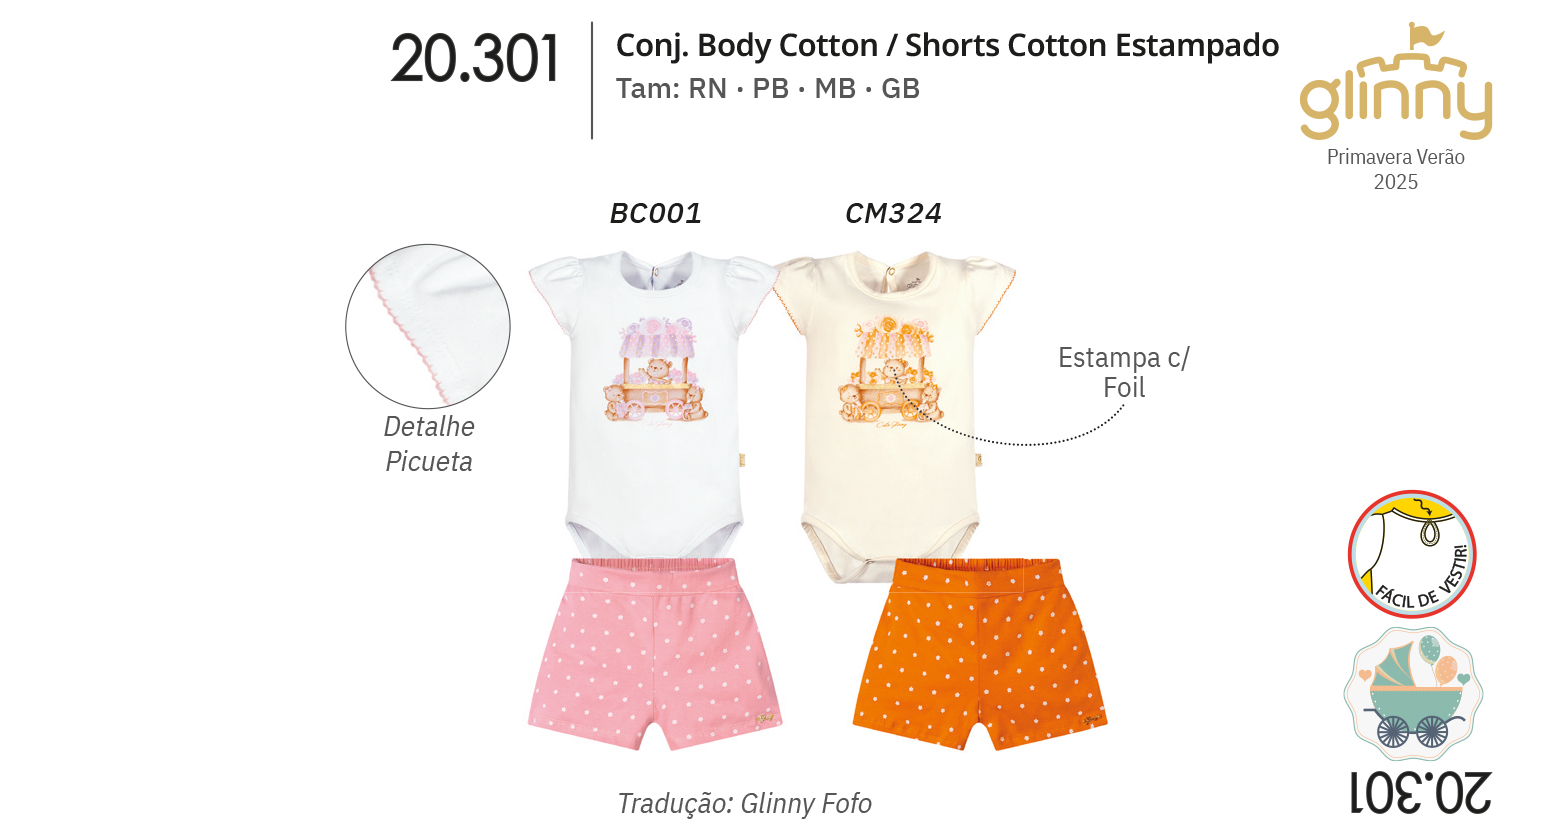 20.301
Conj. Body Cotton / Shorts Cotton Estampado
Tam: RN · PB · MB · GB
glinny
Primavera Verão
2025
BC001
CM324
Estampa c/
Foil
Detalhe
Picueta
FÁCIL DE VESTIR!
20.301
Tradução: Glinny Fofo